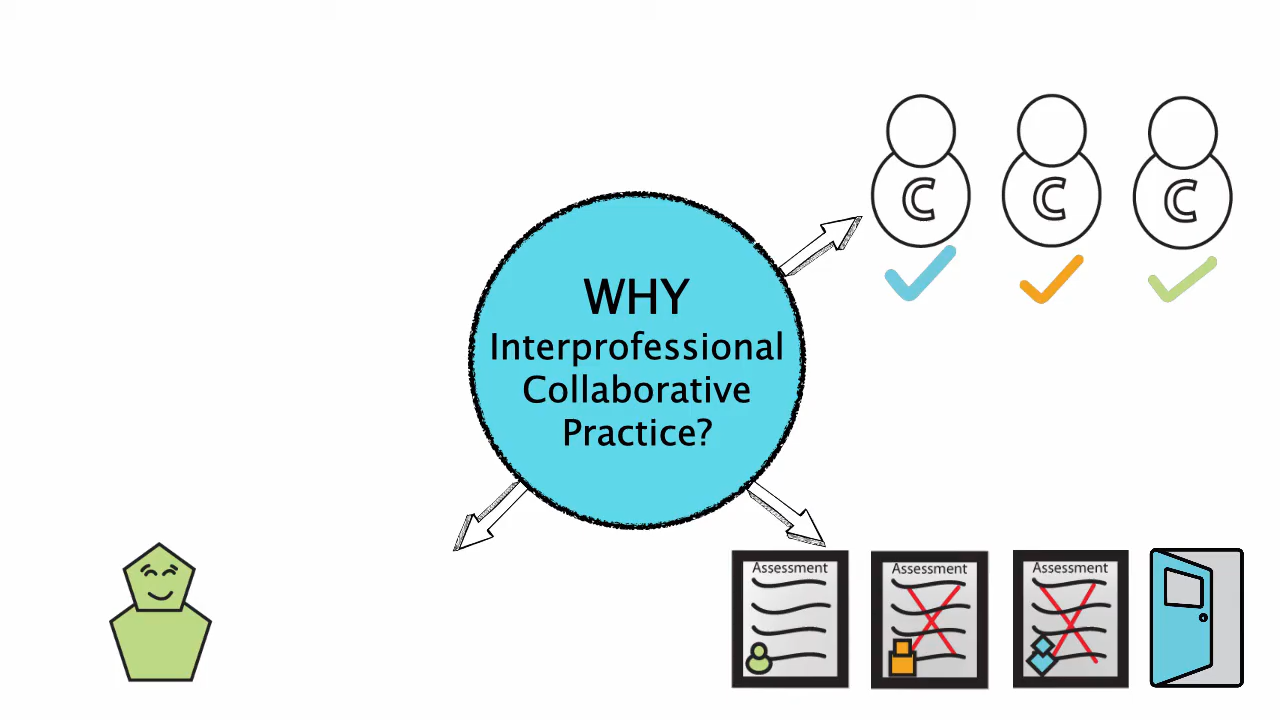 C C C
WHY
Interprofessional
Collaborative
Practice?
Assessment Assessment Assessment